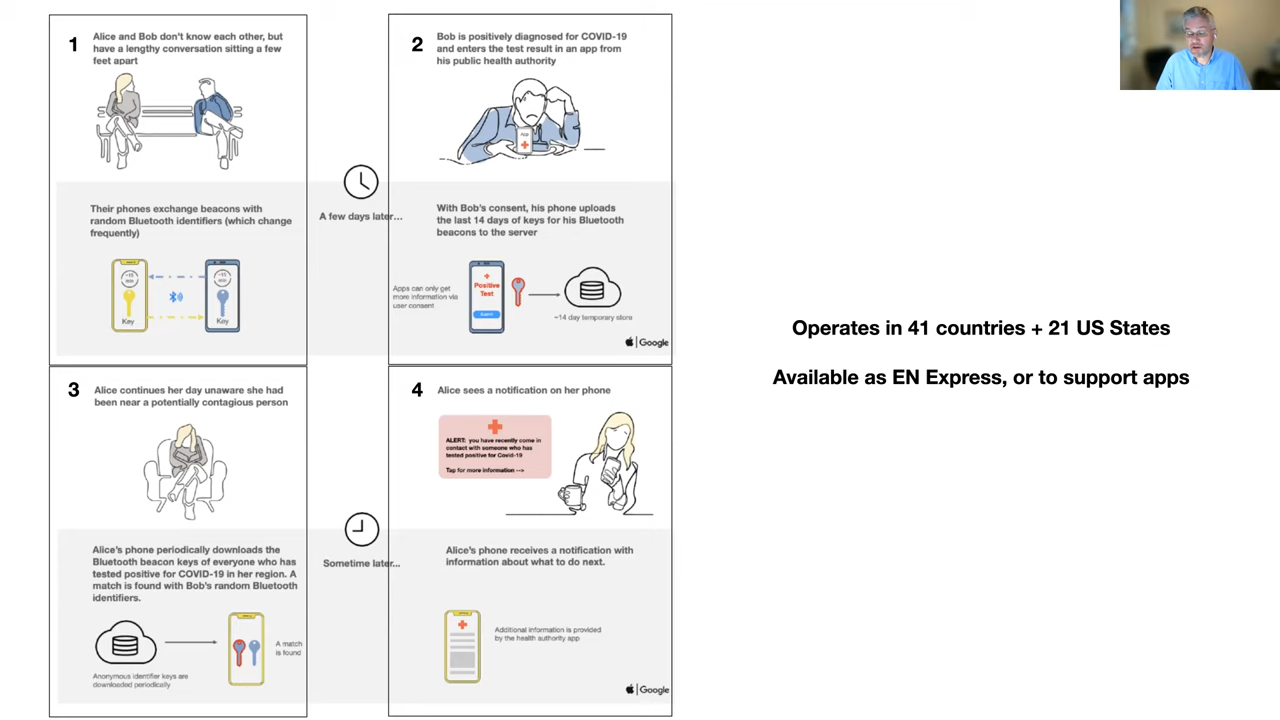 1
Alice and Bob don't know each other, but
have a lengthy conversation sitting a few
feet apart
Their phones exchange beacons with
random Bluetooth identifiers (which change
frequently)
~15
min
~15
min
Key
Key
A few days later…
2
Bob is positively diagnosed for COVID-19
and enters the test result in an app from
his public health authority
App
With Bob's consent, his phone uploads
the last 14 days of keys for his Bluetooth
beacons to the server
Apps can only get
more information via
user consent
Positive
Test
~14 day temporary store
| Google
3
Alice continues her day unaware she had
been near a potentially contagious person
Alice's phone periodically downloads the
Bluetooth beacon keys of everyone who has
tested positive for COVID-19 in her region. A
match is found with Bob's random Bluetooth
identifiers.
A match
is found
Anonymous identifier keys are
downloaded periodically
Sometime later...
4
Alice sees a notification on her phone
ALERT: you have recently come in
contact with someone who has
tested positive for Covid-19
Tap for more information -->
Alice's phone receives a notification with
information about what to do next.
Additional information is provided
by the health authority app
| Google
Operates in 41 countries + 21 US States
Available as EN Express, or to support apps